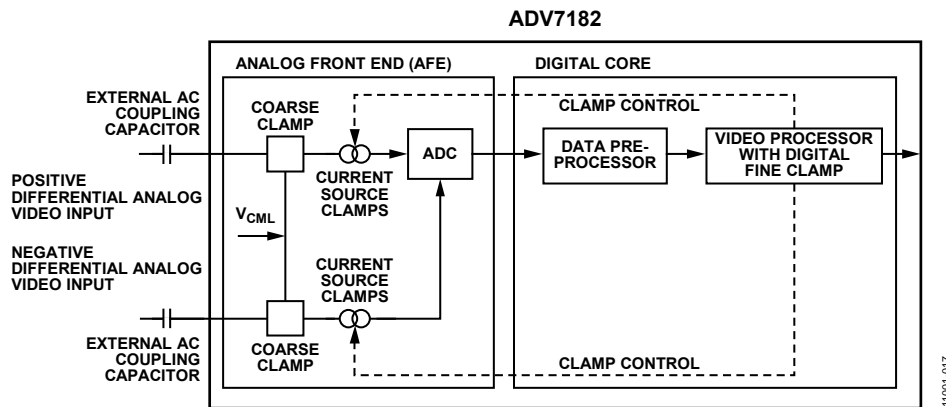 ADV7182
ANALOG FRONT END (AFE)
DIGITAL CORE
EXTERNAL AC
COUPLING
CAPACITOR
COARSE
CLAMP
CLAMP CONTROL
ADC
DATA PRE-
PROCESSOR
VIDEO PROCESSOR
WITH DIGITAL
FINE CLAMP
CURRENT
SOURCE
CLAMPS
POSITIVE
DIFFERENTIAL ANALOG
VIDEO INPUT
VCML
NEGATIVE
DIFFERENTIAL ANALOG
VIDEO INPUT
CURRENT
SOURCE
CLAMPS
EXTERNAL AC
COUPLING
CAPACITOR
COARSE
CLAMP
CLAMP CONTROL
11001-017